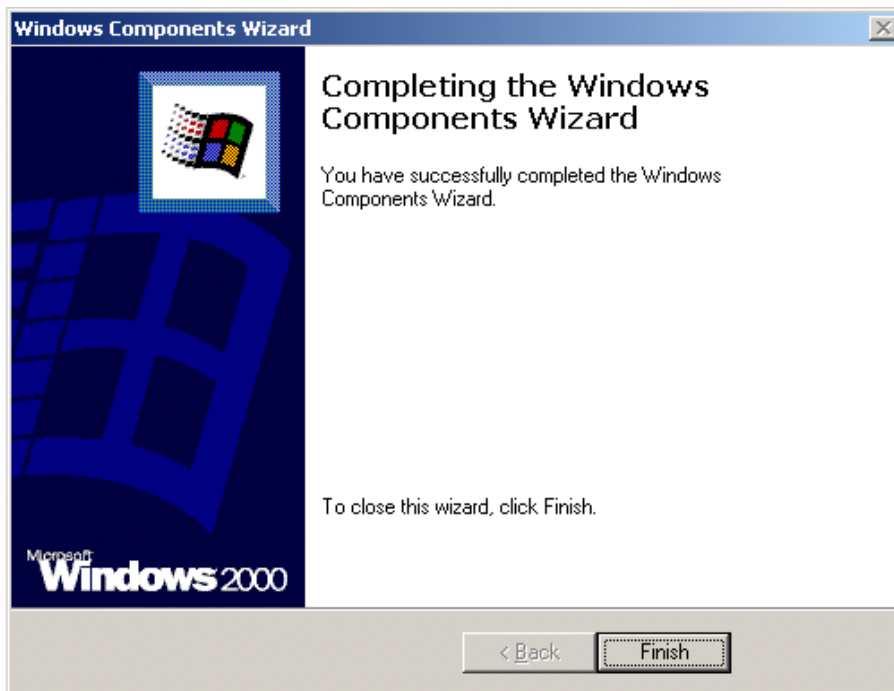 Windows Components Wizard
Completing the Windows
Components Wizard
You have successfully completed the Windows
Components Wizard.
To close this wizard, click Finish.
Microsoft
Windows 2000
< Back
Finish